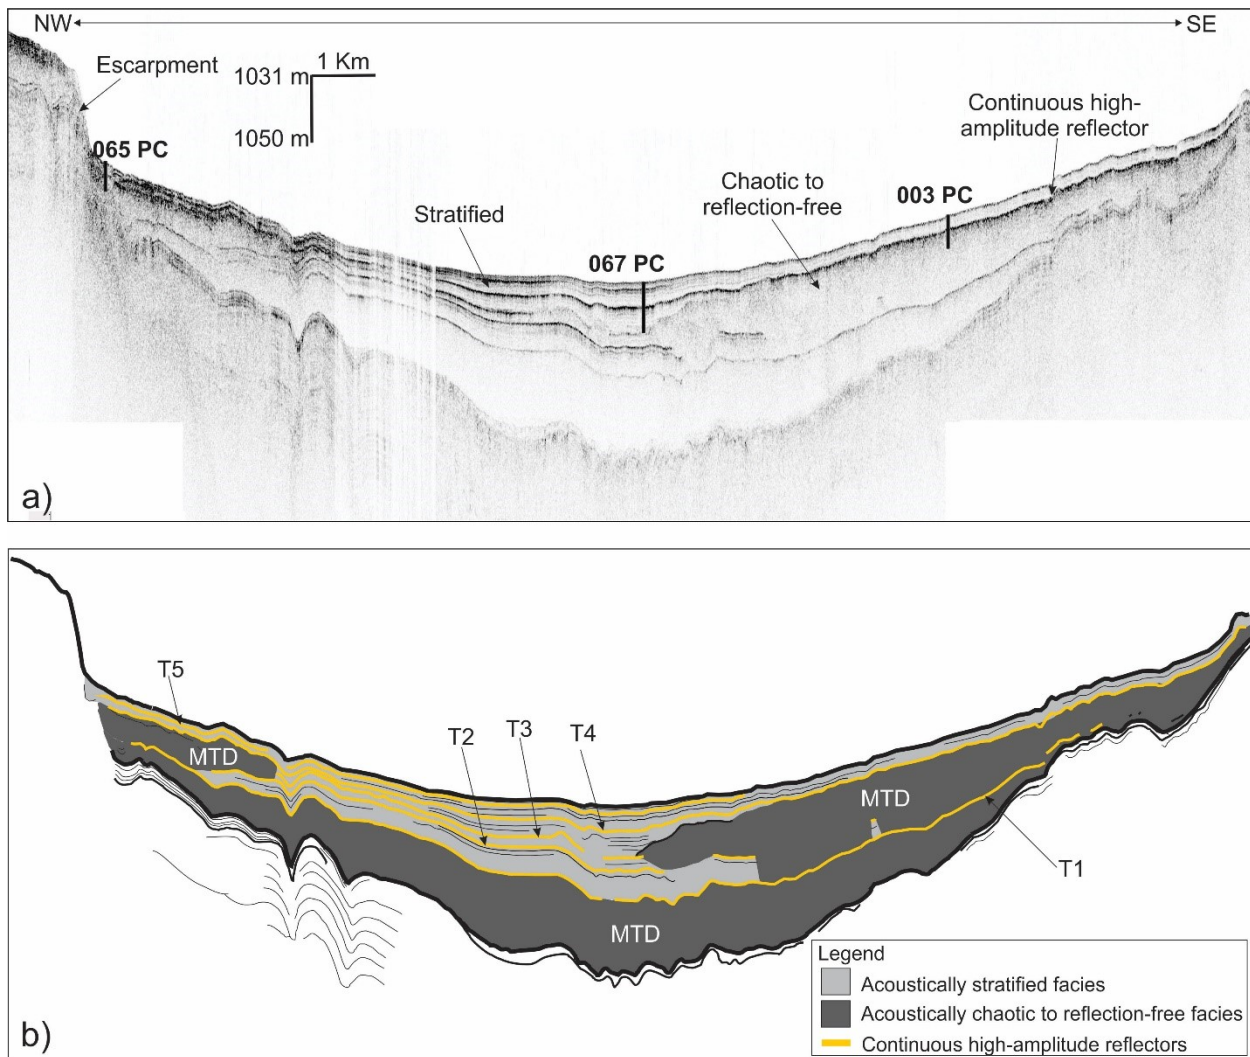 NW
SE
Escarpment
1031 m
1 Km
1050 m
Continuous high-
amplitude reflector
065 PC
Stratified
Chaotic to
reflection-free
003 PC
067 PC
a)
T5
MTD
T2
T3
T4
MTD
T1
MTD
Legend
Acoustically stratified facies
Acoustically chaotic to reflection-free facies
Continuous high-amplitude reflectors
b)